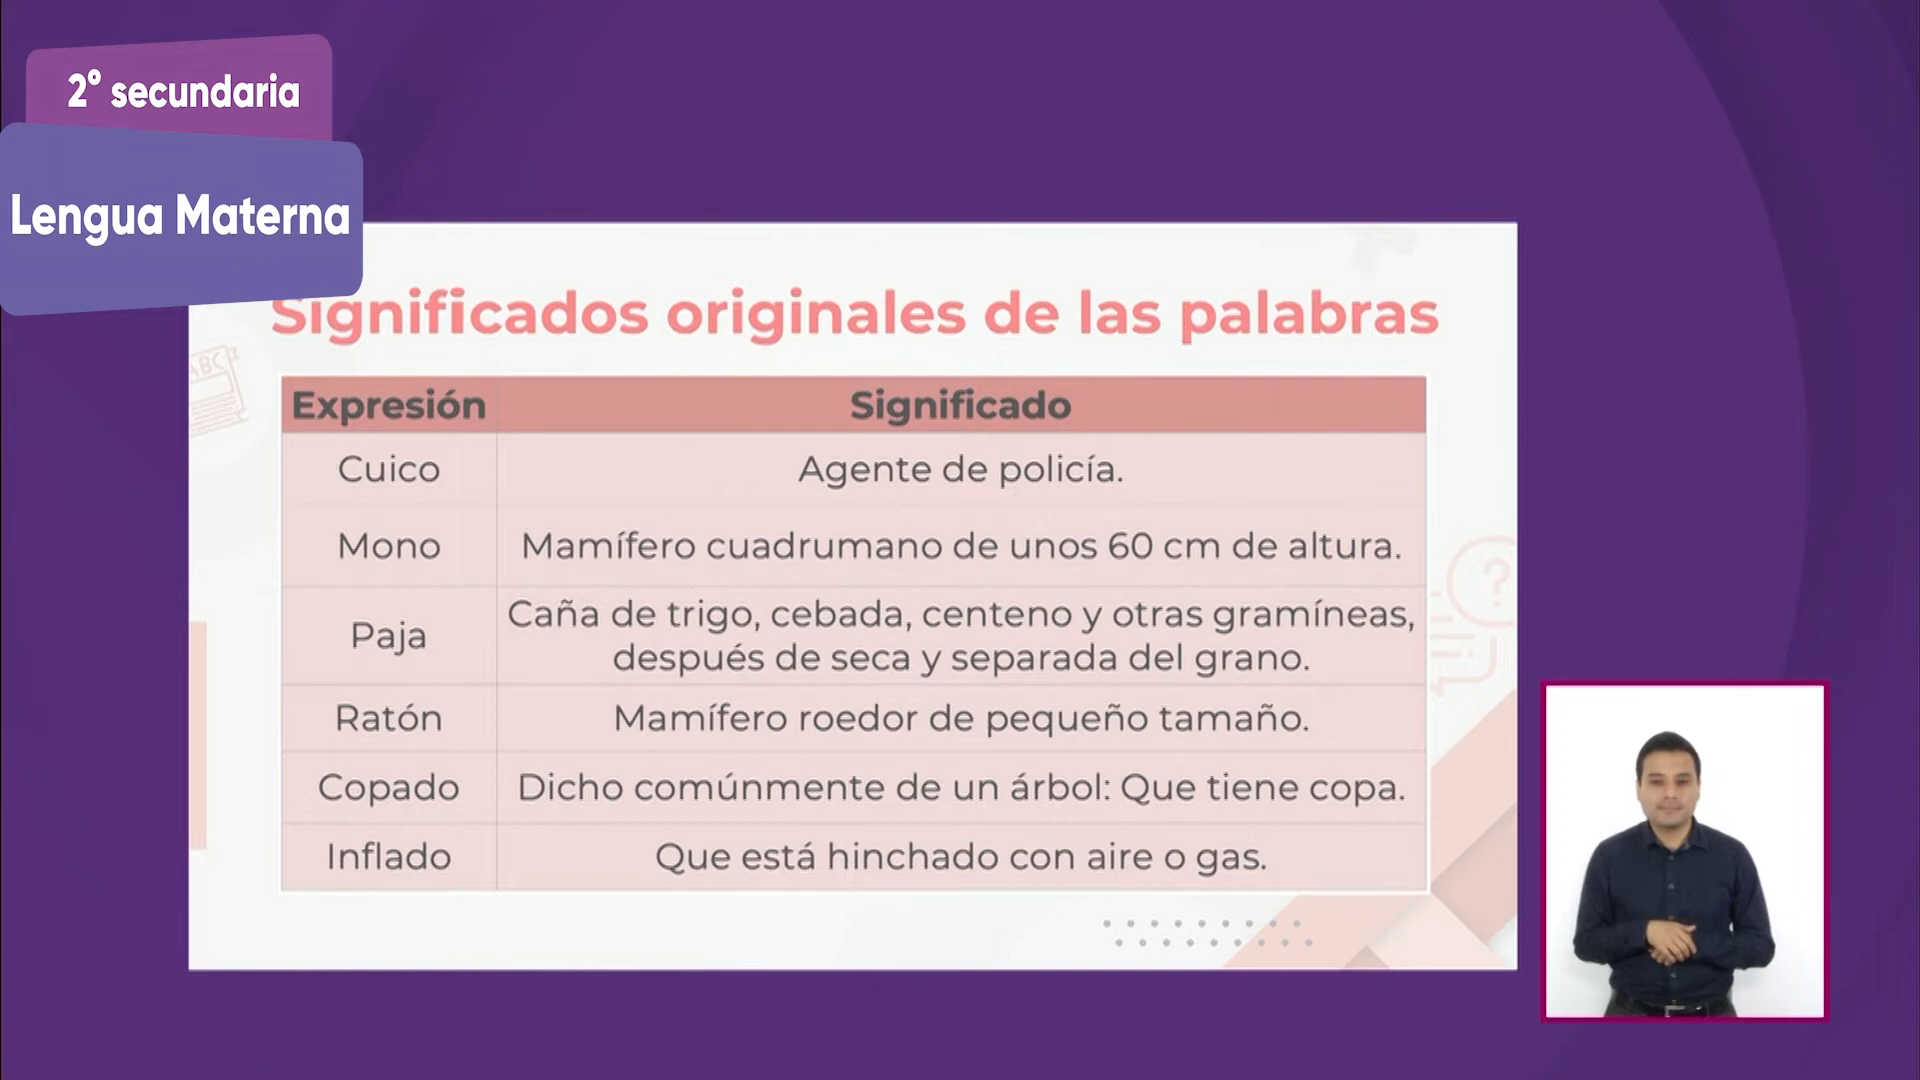 2° secundaria
Lengua Materna
Significados originales de las palabras
Expresión Significado
Cuico Agente de policía.
Mono Mamífero cuadrumano de unos 60 cm de altura.
Paja Caña de trigo, cebada, centeno y otras gramíneas,
después de seca y separada del grano.
Ratón Mamífero roedor de pequeño tamaño.
Copado Dicho comúnmente de un árbol: Que tiene copa.
Inflado Que está hinchado con aire o gas.
ABC
?